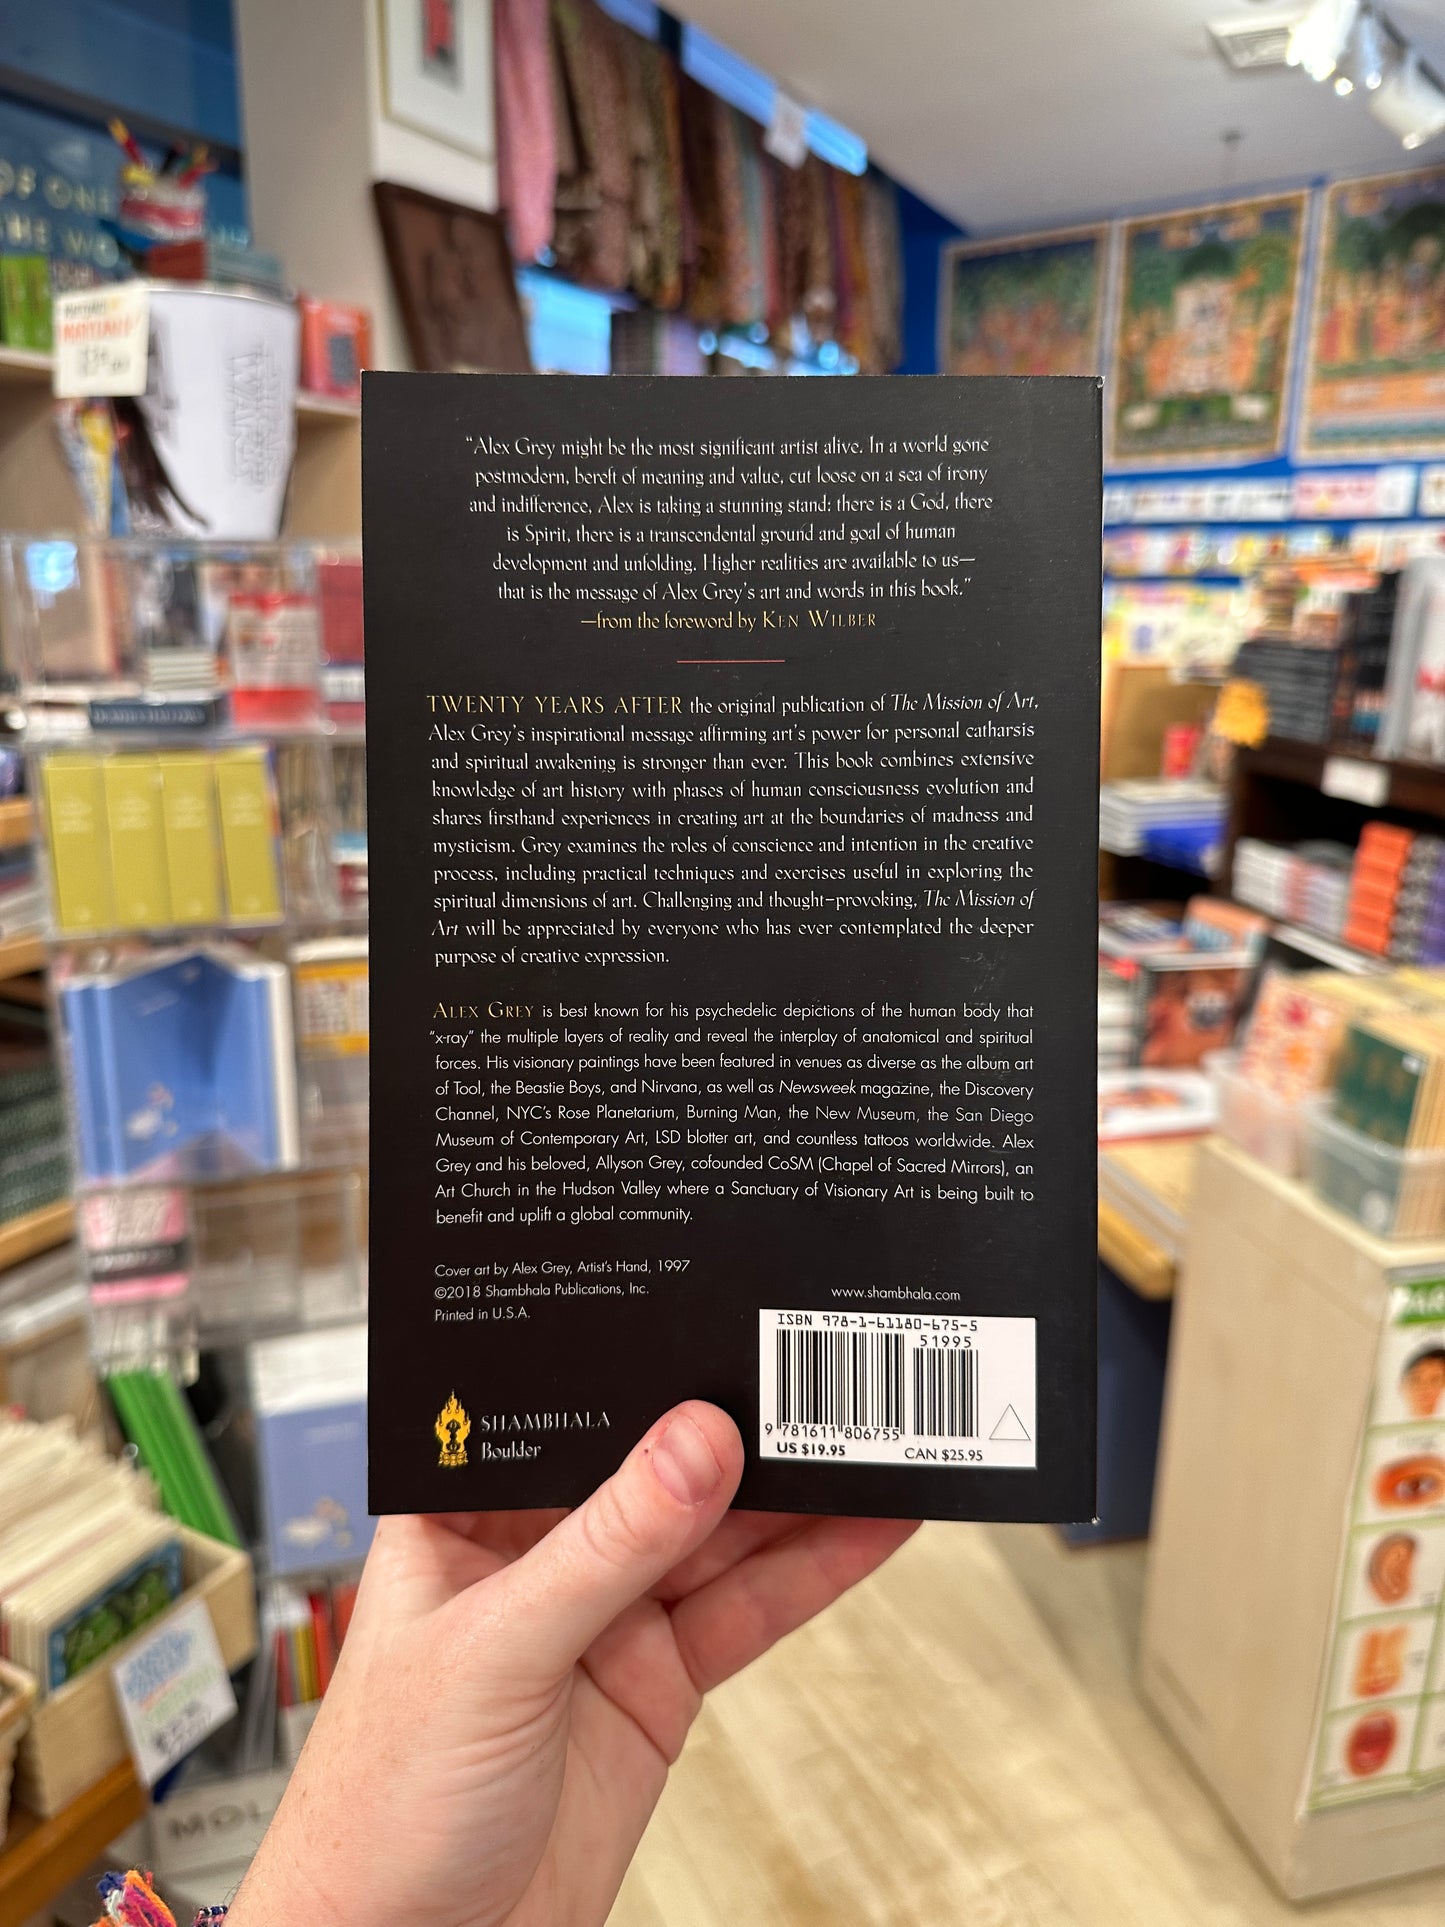 “Alex Grey might be the most significant artist alive. In a world gone
postmodern, bereft of meaning and value, cut loose on a sea of irony
and indifference, Alex is taking a stunning stand: there is a God, there
is Spirit, there is a transcendental ground and goal of human
development and unfolding. Higher realities are available to us—
that is the message of Alex Grey’s art and words in this book.”
—from the foreword by KEN WILBER
TWENTY YEARS AFTER the original publication of The Mission of Art,
Alex Grey’s inspirational message affirming art’s power for personal catharsis
and spiritual awakening is stronger than ever. This book combines extensive
knowledge of art history with phases of human consciousness evolution and
shares firsthand experiences in creating art at the boundaries of madness and
mysticism. Grey examines the roles of conscience and intention in the creative
process, including practical techniques and exercises useful in exploring the
spiritual dimensions of art. Challenging and thought-provoking, The Mission of
Art will be appreciated by everyone who has ever contemplated the deeper
purpose of creative expression.
ALEX GREY is best known for his psychedelic depictions of the human body that
“x-ray” the multiple layers of reality and reveal the interplay of anatomical and spiritual
forces. His visionary paintings have been featured in venues as diverse as the album art
of Tool, the Beastie Boys, and Nirvana, as well as Newsweek magazine, the Discovery
Channel, NYC’s Rose Planetarium, Burning Man, the New Museum, the San Diego
Museum of Contemporary Art, LSD blotter art, and countless tattoos worldwide. Alex
Grey and his beloved, Allyson Grey, cofounded CoSM (Chapel of Sacred Mirrors), an
Art Church in the Hudson Valley where a Sanctuary of Visionary Art is being built to
benefit and uplift a global community.
Cover art by Alex Grey, Artist’s Hand, 1997
©2018 Shambhala Publications, Inc.
Printed in U.S.A.
www.shambhala.com
ISBN 978-1-61180-675-5
51995
9 781611 806755
US $19.95 CAN $25.95
SHAMBHALA
Boulder